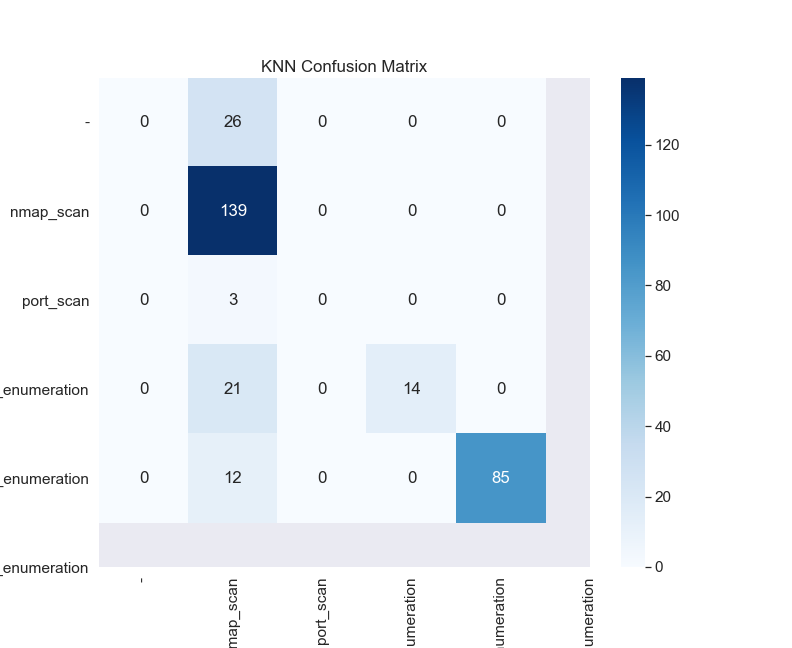 KNN Confusion Matrix
- 0 26 0 0 0
nmap_scan 0 139 0 0 0
port_scan 0 3 0 0 0
_enumeration 0 21 0 14 0
_enumeration 0 12 0 0 85
_enumeration
-
map_scan
port_scan
umeration
numeration
umeration
120
100
80
60
40
20
0